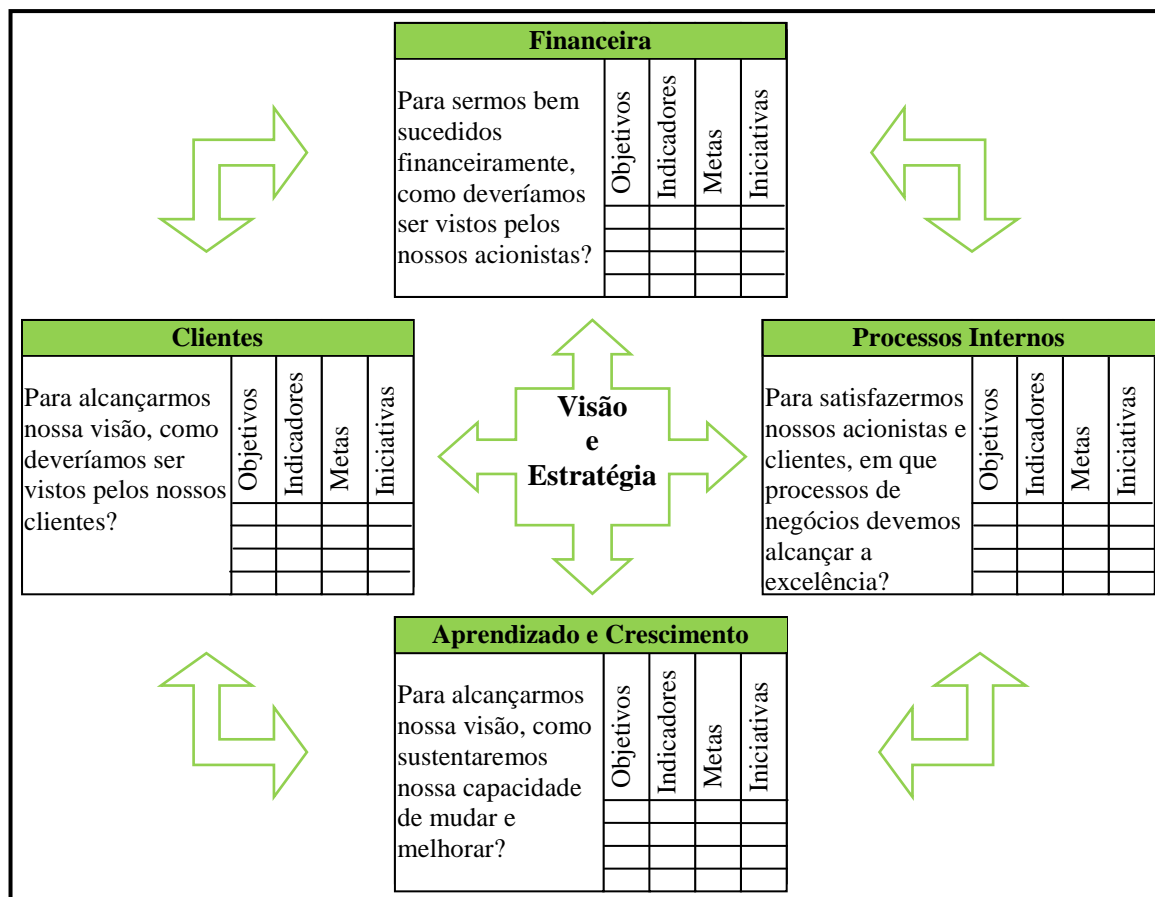 Financeira
Para sermos bem
sucedidos
financeiramente,
como deveríamos
ser vistos pelos
nossos acionistas?
Objetivos
Indicadores
Metas
Iniciativas
Clientes
Para alcançarmos
nossa visão, como
deveríamos ser
vistos pelos nossos
clientes?
Objetivos
Indicadores
Metas
Iniciativas
Visão
e
Estratégia
Processos Internos
Para satisfazermos
nossos acionistas e
clientes, em que
processos de
negócios devemos
alcançar a
excelência?
Objetivos
Indicadores
Metas
Iniciativas
Aprendizado e Crescimento
Para alcançarmos
nossa visão, como
sustentaremos
nossa capacidade
de mudar e
melhorar?
Objetivos
Indicadores
Metas
Iniciativas